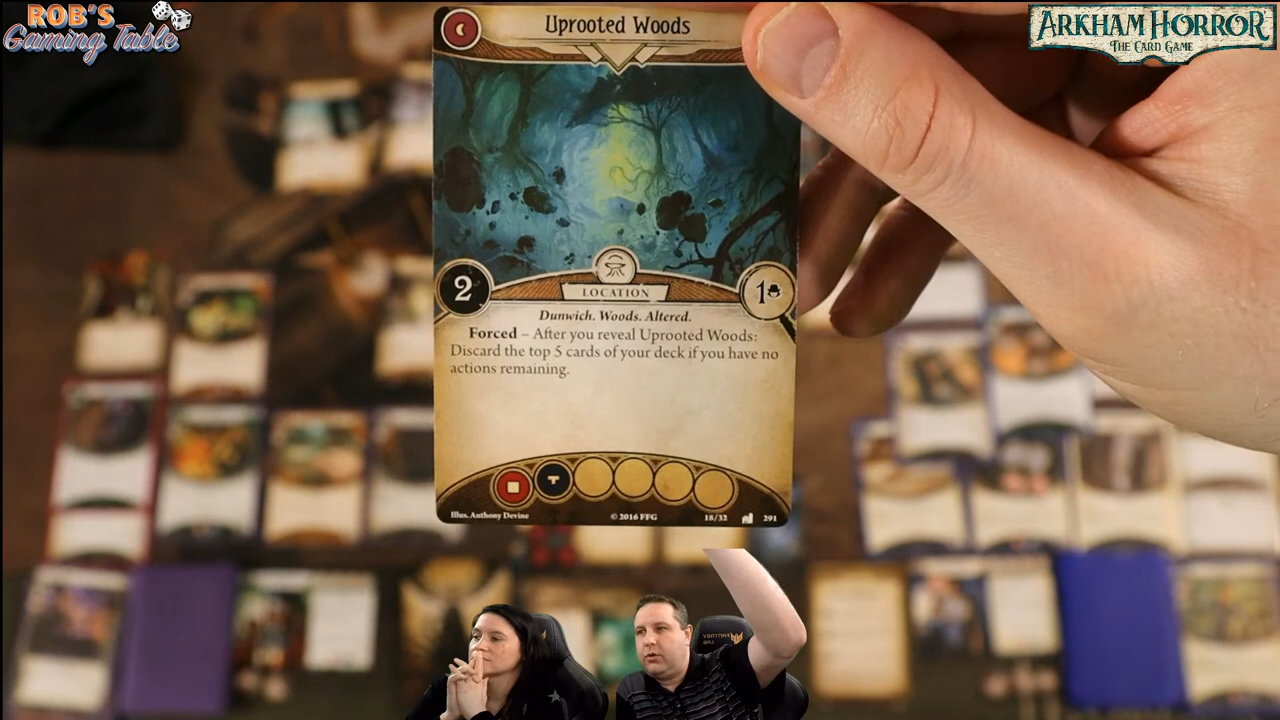 ROB'S
Gaming Table
ARKHAM HORROR
THE CARD GAME
Uprooted Woods
2
LOCATION
1
Dunwich. Woods. Altered.
Forced – After you reveal Uprooted Woods:
Discard the top 5 cards of your deck if you have no
actions remaining.
Illus. Anthony Devine
© 2016 FFG
18/32
291